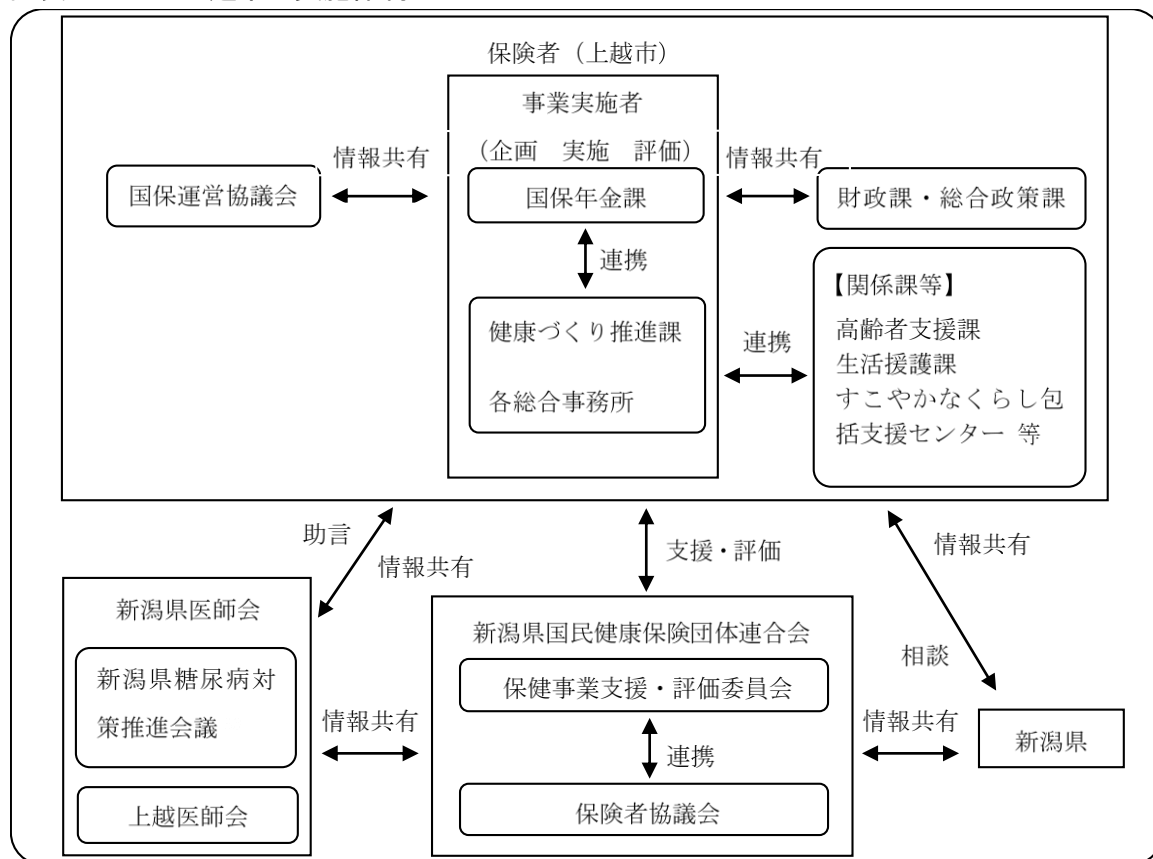 保険者（上越市）
事業実施者
（企画　実施　評価）
情報共有
情報共有
国保運営協議会
国保年金課
財政課・総合政策課
連携
【関係課等】
高齢者支援課
生活援護課
すこやかなくらし包
括支援センター 等
健康づくり推進課
各総合事務所
連携
助言
情報共有
支援・評価
情報共有
相談
新潟県医師会
新潟県糖尿病対
策推進会議
上越医師会
情報共有
新潟県国民健康保険団体連合会
保健事業支援・評価委員会
連携
保険者協議会
情報共有
新潟県